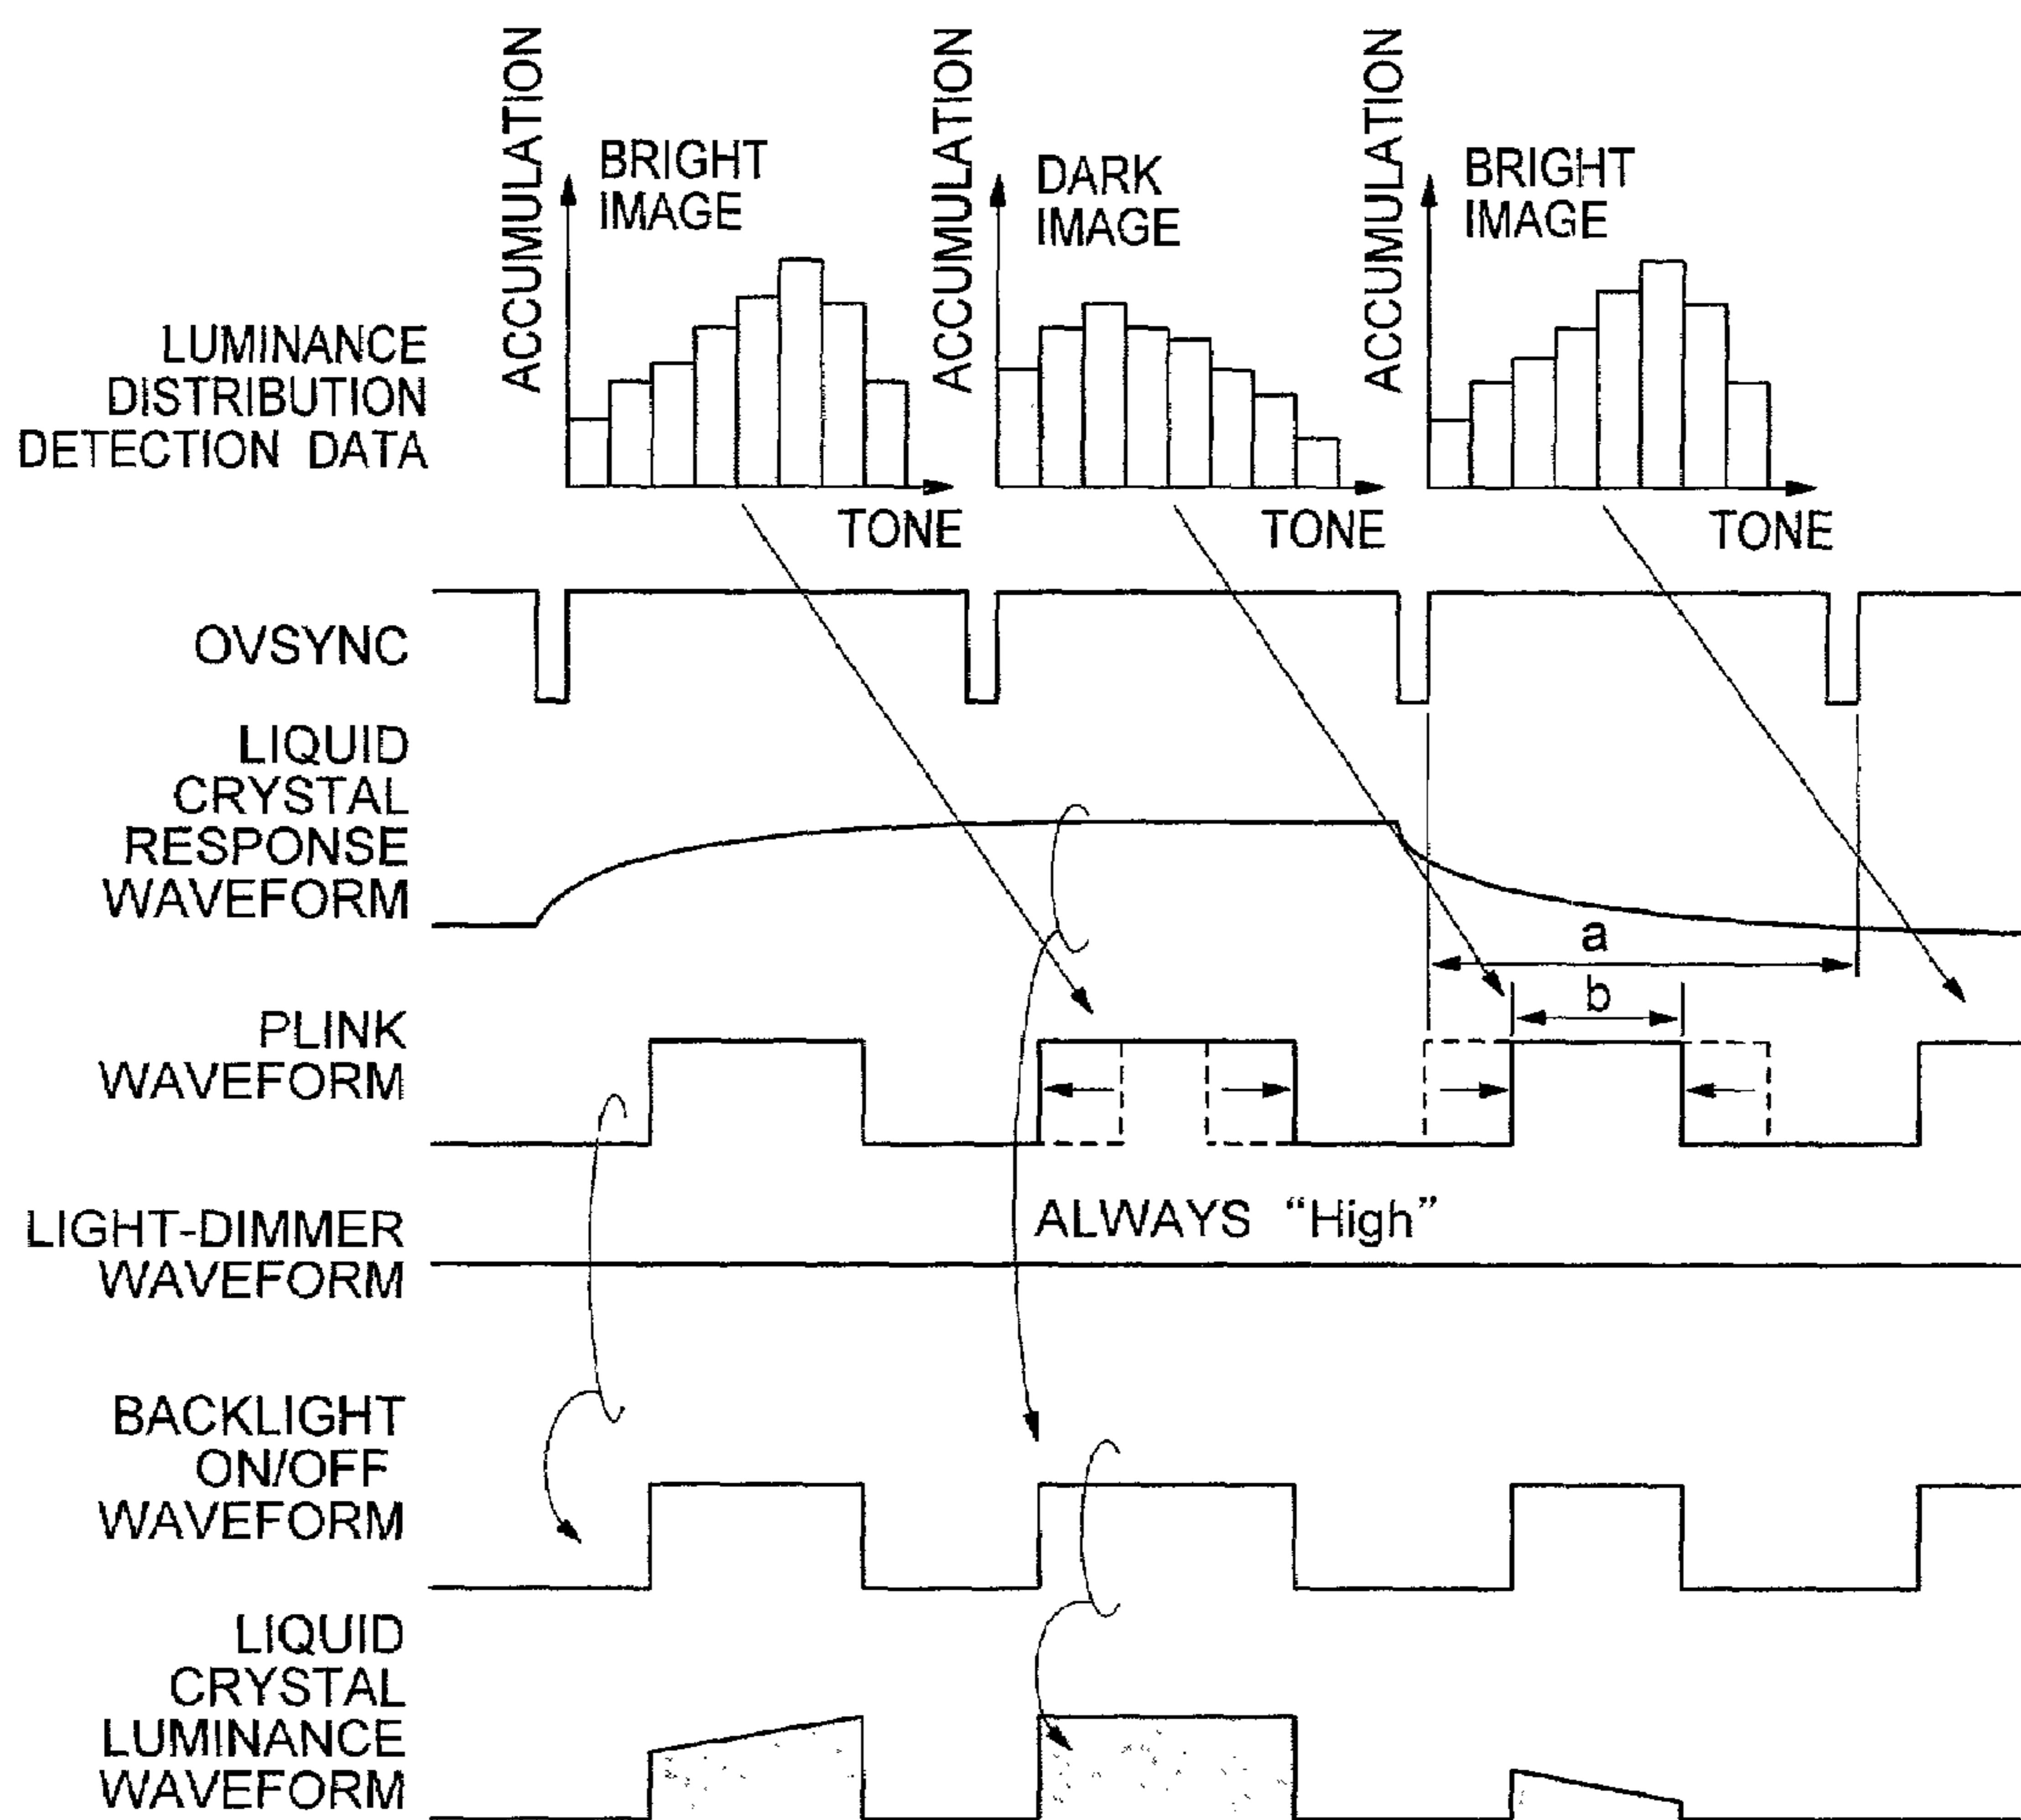 ACCUMULATION
BRIGHT
IMAGE
TONE
ACCUMULATION
DARK
IMAGE
TONE
ACCUMULATION
BRIGHT
IMAGE
TONE
LUMINANCE
DISTRIBUTION
DETECTION DATA
OVSYNC
LIQUID
CRYSTAL
RESPONSE
WAVEFORM
a
b
PLINK
WAVEFORM
LIGHT-DIMMER
WAVEFORM
ALWAYS “High”
BACKLIGHT
ON/OFF
WAVEFORM
LIQUID
CRYSTAL
LUMINANCE
WAVEFORM